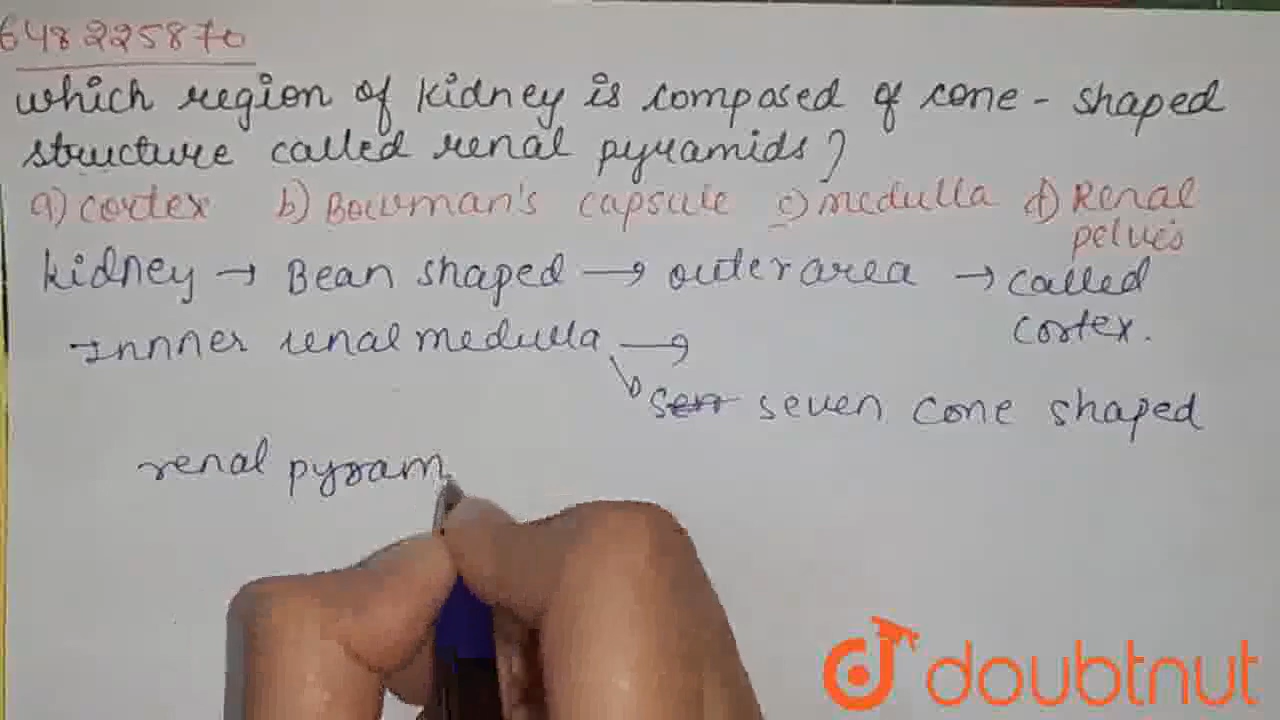 648225870
which region of kidney is composed of cone - shaped
structure called renal pyramids?
a) cortex b) Bowman's capsule c) medulla d) Renal
pelvis
kidney → Bean shaped → outer area → called
cortex.
→ Innner renal medulla →
seven cone shaped
renal pyram
doubtnut